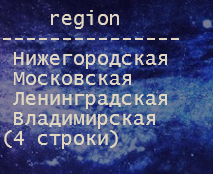 region
---------------
Нижегородская
Московская
Ленинградская
Владимирская
(4 строки)